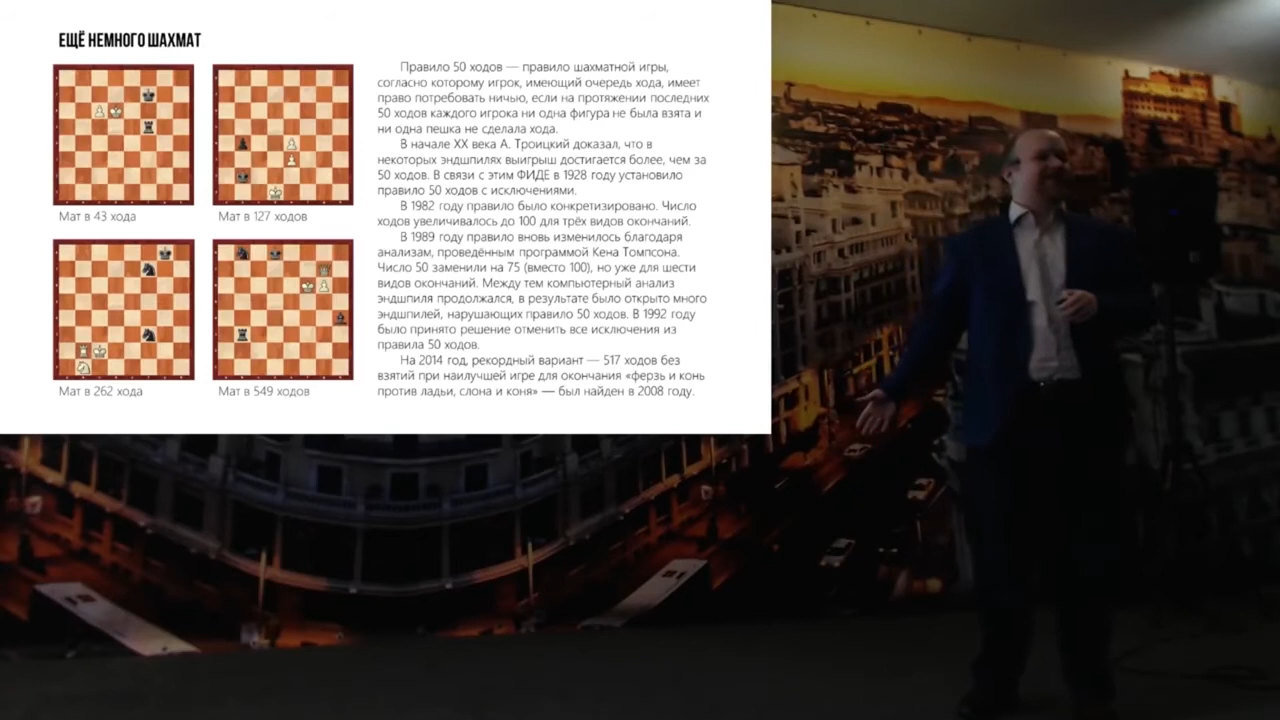 ЕЩЁ НЕМНОГО ШАХМАТ
Мат в 43 хода
Мат в 127 ходов
Мат в 262 хода
Мат в 549 ходов
Правило 50 ходов — правило шахматной игры,
согласно которому игрок, имеющий очередь хода, имеет
право потребовать ничью, если на протяжении последних
50 ходов каждого игрока ни одна фигура не была взята и
ни одна пешка не сделала хода.
В начале XX века А. Троицкий доказал, что в
некоторых эндшпилях выигрыш достигается более, чем за
50 ходов. В связи с этим ФИДЕ в 1928 году установило
правило 50 ходов с исключениями.
В 1982 году правило было конкретизировано. Число
ходов увеличивалось до 100 для трёх видов окончаний.
В 1989 году правило вновь изменилось благодаря
анализам, проведённым программой Кена Томпсона.
Число 50 заменили на 75 (вместо 100), но уже для шести
видов окончаний. Между тем компьютерный анализ
эндшпиля продолжался, в результате было открыто много
эндшпилей, нарушающих правило 50 ходов. В 1992 году
было принято решение отменить все исключения из
правила 50 ходов.
На 2014 год, рекордный вариант — 517 ходов без
взятий при наилучшей игре для окончания «ферзь и конь
против ладьи, слона и коня» — был найден в 2008 году.